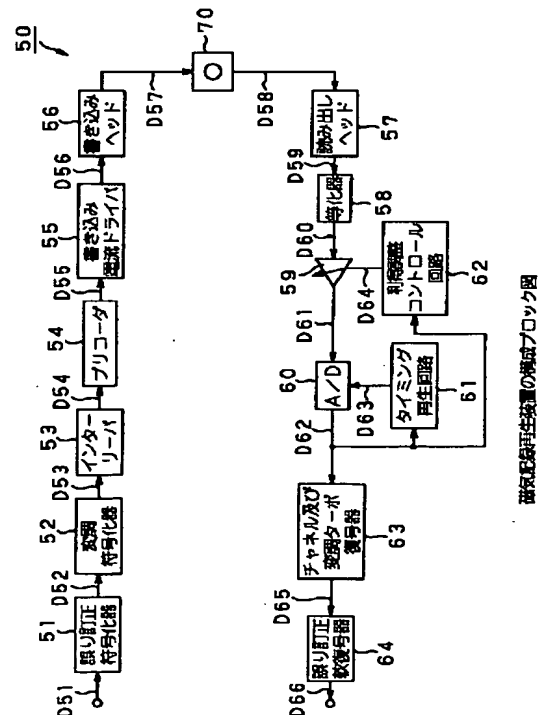 50
D51
51
誤り訂正
符号化器
D52
52
変調
符号化器
D53
53
インター
リーバ
D54
54
プリコーダ
D55
55
書き込み
電流ドライバ
D56
56
書き込み
ヘッド
D57
70
D58
57
読み出し
ヘッド
D59
58
等化器
D60
59
D61
60
A/D
D62
D63
61
タイミング
再生回路
D64
62
利得調整
コントロール
回路
63
チャネル及び
変調ターボ
復号器
D65
64
誤り訂正
軟復号器
D66
磁気記録再生装置の構成ブロック図